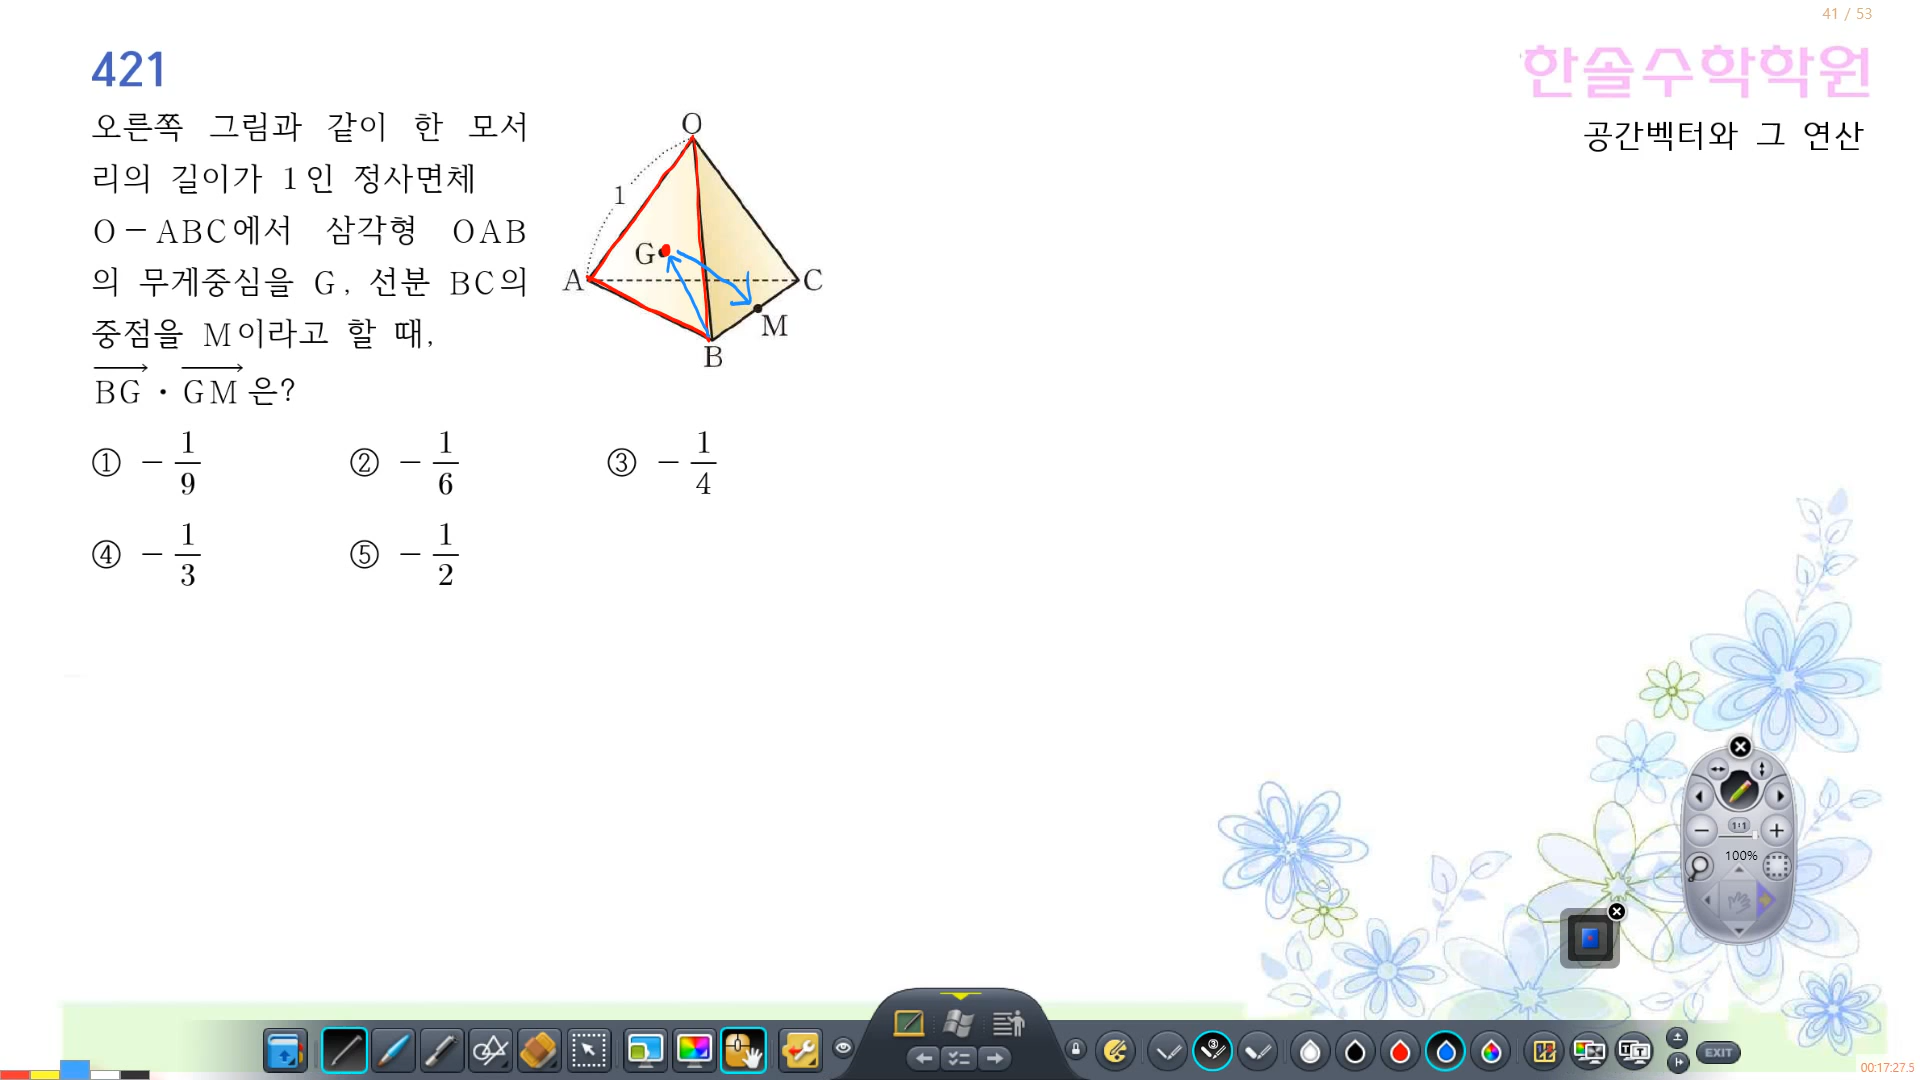 41 / 53
421
한솔수학학원
공간벡터와 그 연산
오른쪽 그림과 같이 한 모서
리의 길이가 1인 정사면체
O-ABC에서 삼각형 OAB
의 무게중심을 G, 선분 BC의
중점을 M이라고 할 때,
\overrightarrow{BG} · \overrightarrow{GM}은?
O
1
G
A
C
M
B
① -1/9 ② -1/6 ③ -1/4
④ -1/3 ⑤ -1/2
1:1
100%
EXIT
00:17:27.5